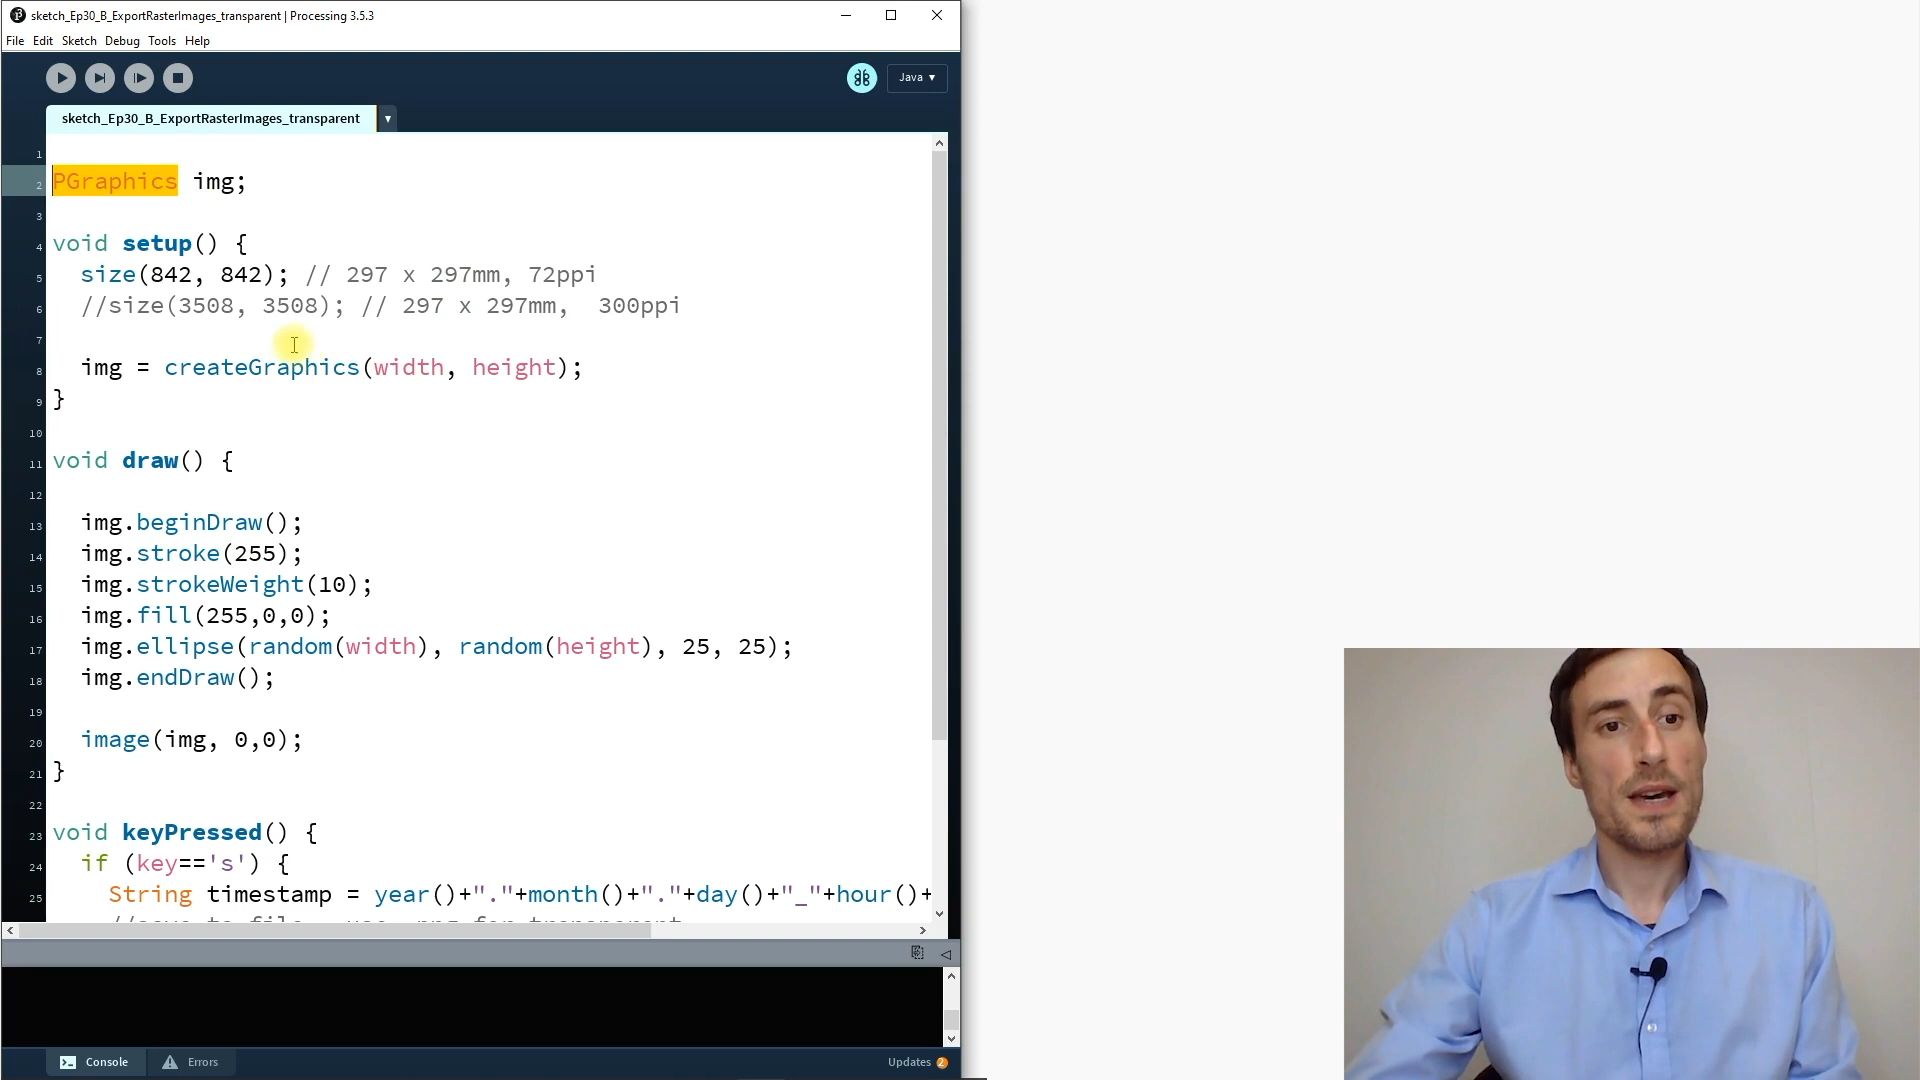 sketch_Ep30_B_ExportRasterImages_transparent | Processing 3.5.3
File Edit Sketch Debug Tools Help
Java ▾
sketch_Ep30_B_ExportRasterImages_transparent ▾
1
2 PGraphics img;
3
4 void setup() {
5 size(842, 842); // 297 x 297mm, 72ppi
6 //size(3508, 3508); // 297 x 297mm,  300ppi
7
8 img = createGraphics(width, height);
9 }
10
11 void draw() {
12
13 img.beginDraw();
14 img.stroke(255);
15 img.strokeWeight(10);
16 img.fill(255,0,0);
17 img.ellipse(random(width), random(height), 25, 25);
18 img.endDraw();
19
20 image(img, 0,0);
21 }
22
23 void keyPressed() {
24 if (key=='s') {
25 String timestamp = year()+"."+month()+"."+day()+"_"+hour()+
Console Errors Updates 2